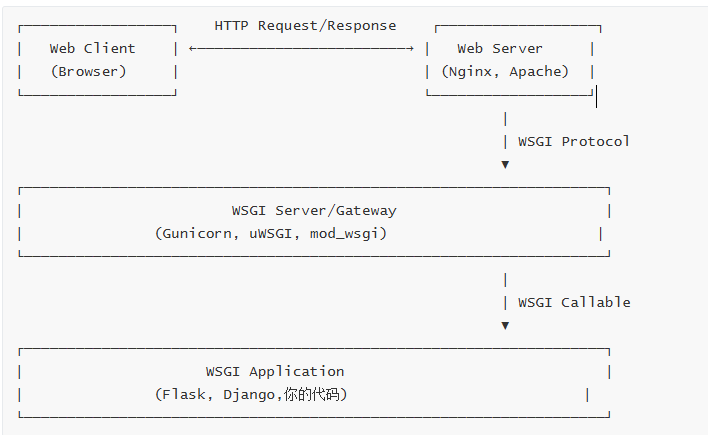 HTTP Request/Response
Web Client
Web Server
(Browser)
(Nginx, Apache)
WSGI Protocol
WSGI Server/Gateway
(Gunicorn, uWSGI, mod_wsgi)
WSGI Callable
WSGI Application
(Flask, Django,你的代码)